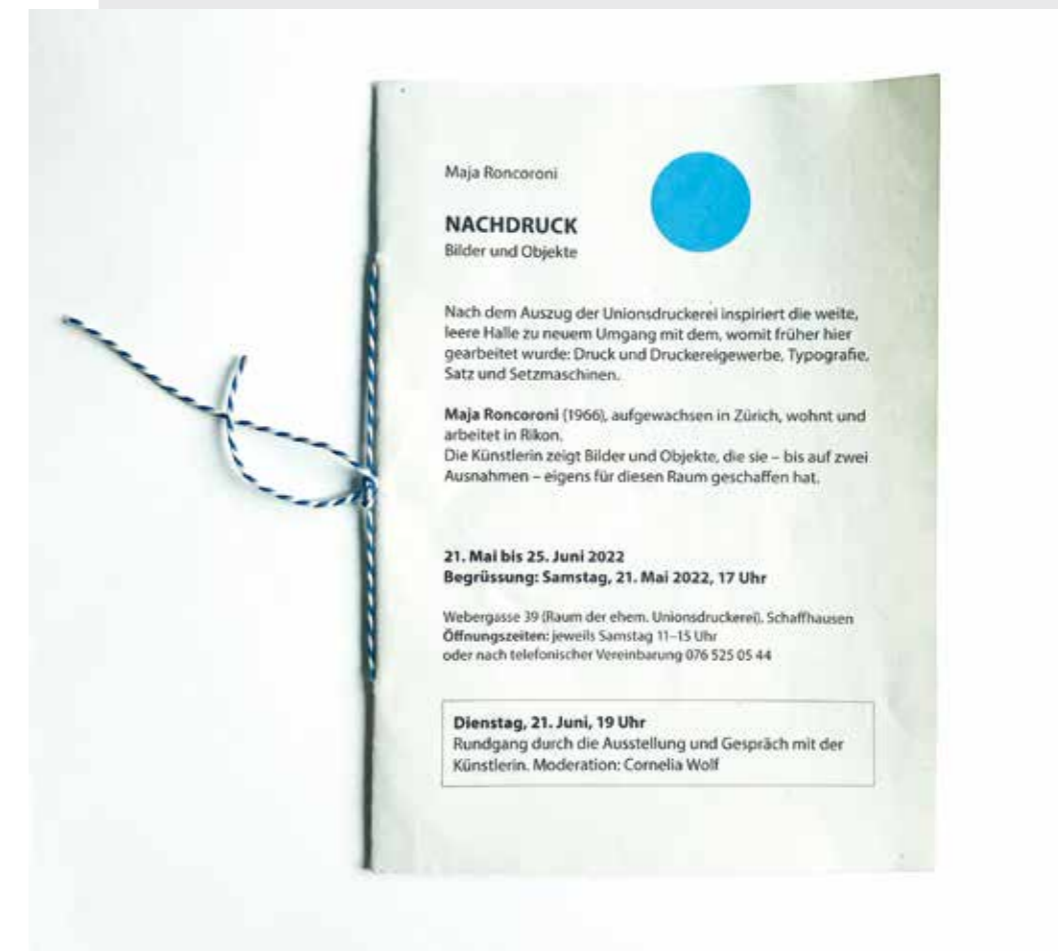 Maja Roncoroni
NACHDRUCK
Bilder und Objekte
Nach dem Auszug der Unionsdruckerei inspiriert die weite,
leere Halle zu neuem Umgang mit dem, womit früher hier
gearbeitet wurde: Druck und Druckereigewerbe, Typografie,
Satz und Setzmaschinen.
Maja Roncoroni (1966), aufgewachsen in Zürich, wohnt und
arbeitet in Rikon.
Die Künstlerin zeigt Bilder und Objekte, die sie – bis auf zwei
Ausnahmen – eigens für diesen Raum geschaffen hat.
21. Mai bis 25. Juni 2022
Begrüssung: Samstag, 21. Mai 2022, 17 Uhr
Webergasse 39 (Raum der ehem. Unionsdruckerei), Schaffhausen
Öffnungszeiten: jeweils Samstag 11–15 Uhr
oder nach telefonischer Vereinbarung 076 525 05 44
Dienstag, 21. Juni, 19 Uhr
Rundgang durch die Ausstellung und Gespräch mit der
Künstlerin. Moderation: Cornelia Wolf